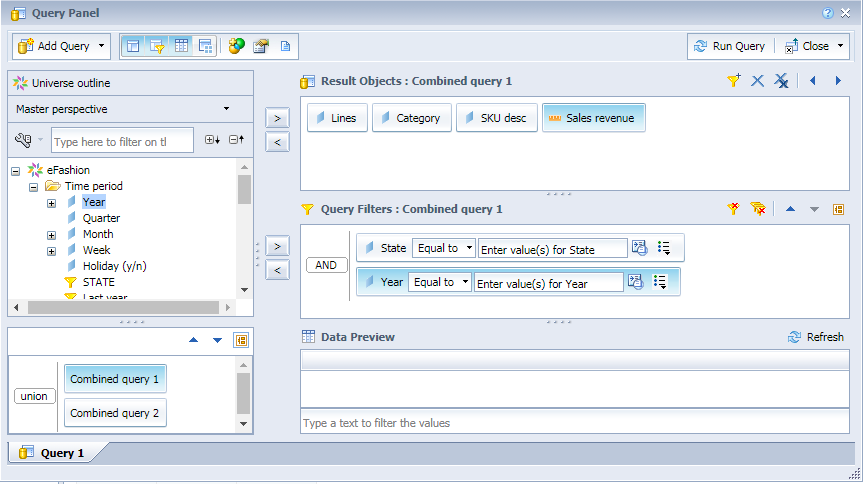 Query Panel
Add Query
Run Query
Close
Universe outline
Master perspective
Type here to filter on tl
eFashion
Time period
Year
Quarter
Month
Week
Holiday (y/n)
STATE
Last year
union
Combined query 1
Combined query 2
Result Objects : Combined query 1
Lines Category SKU desc Sales revenue
Query Filters : Combined query 1
AND
State Equal to Enter value(s) for State
Year Equal to Enter value(s) for Year
Data Preview
Refresh
Type a text to filter the values
Query 1